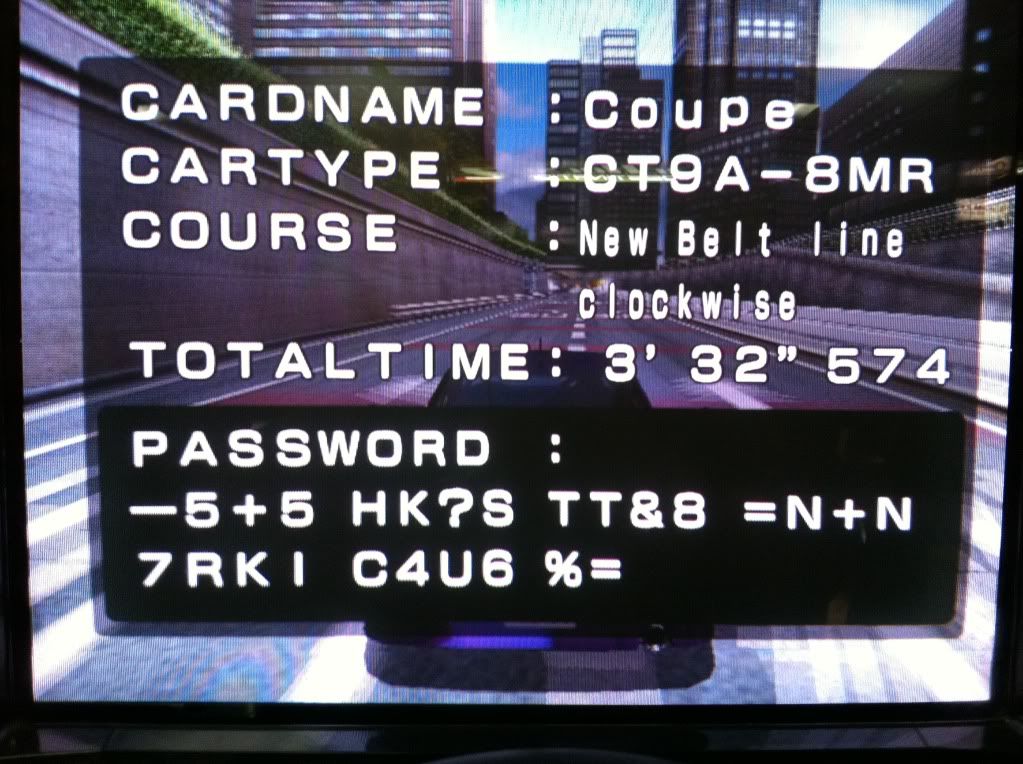 CARDNAME : Coupe
CARTYPE : CT9A-8MR
COURSE : New Belt line
clockwise
TOTALTIME: 3' 32" 574
PASSWORD :
-5+5 HK?S TT&8 =N+N
7RKI C4U6 %=